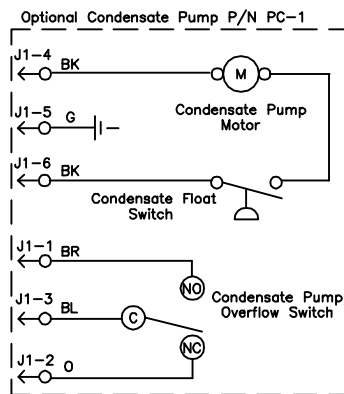 Optional Condensate Pump P/N PC-1
J1-4
BK
M
Condensate Pump
Motor
J1-5
G
J1-6
BK
Condensate Float
Switch
J1-1
BR
NO
Condensate Pump
Overflow Switch
J1-3
BL
C
NC
J1-2
O